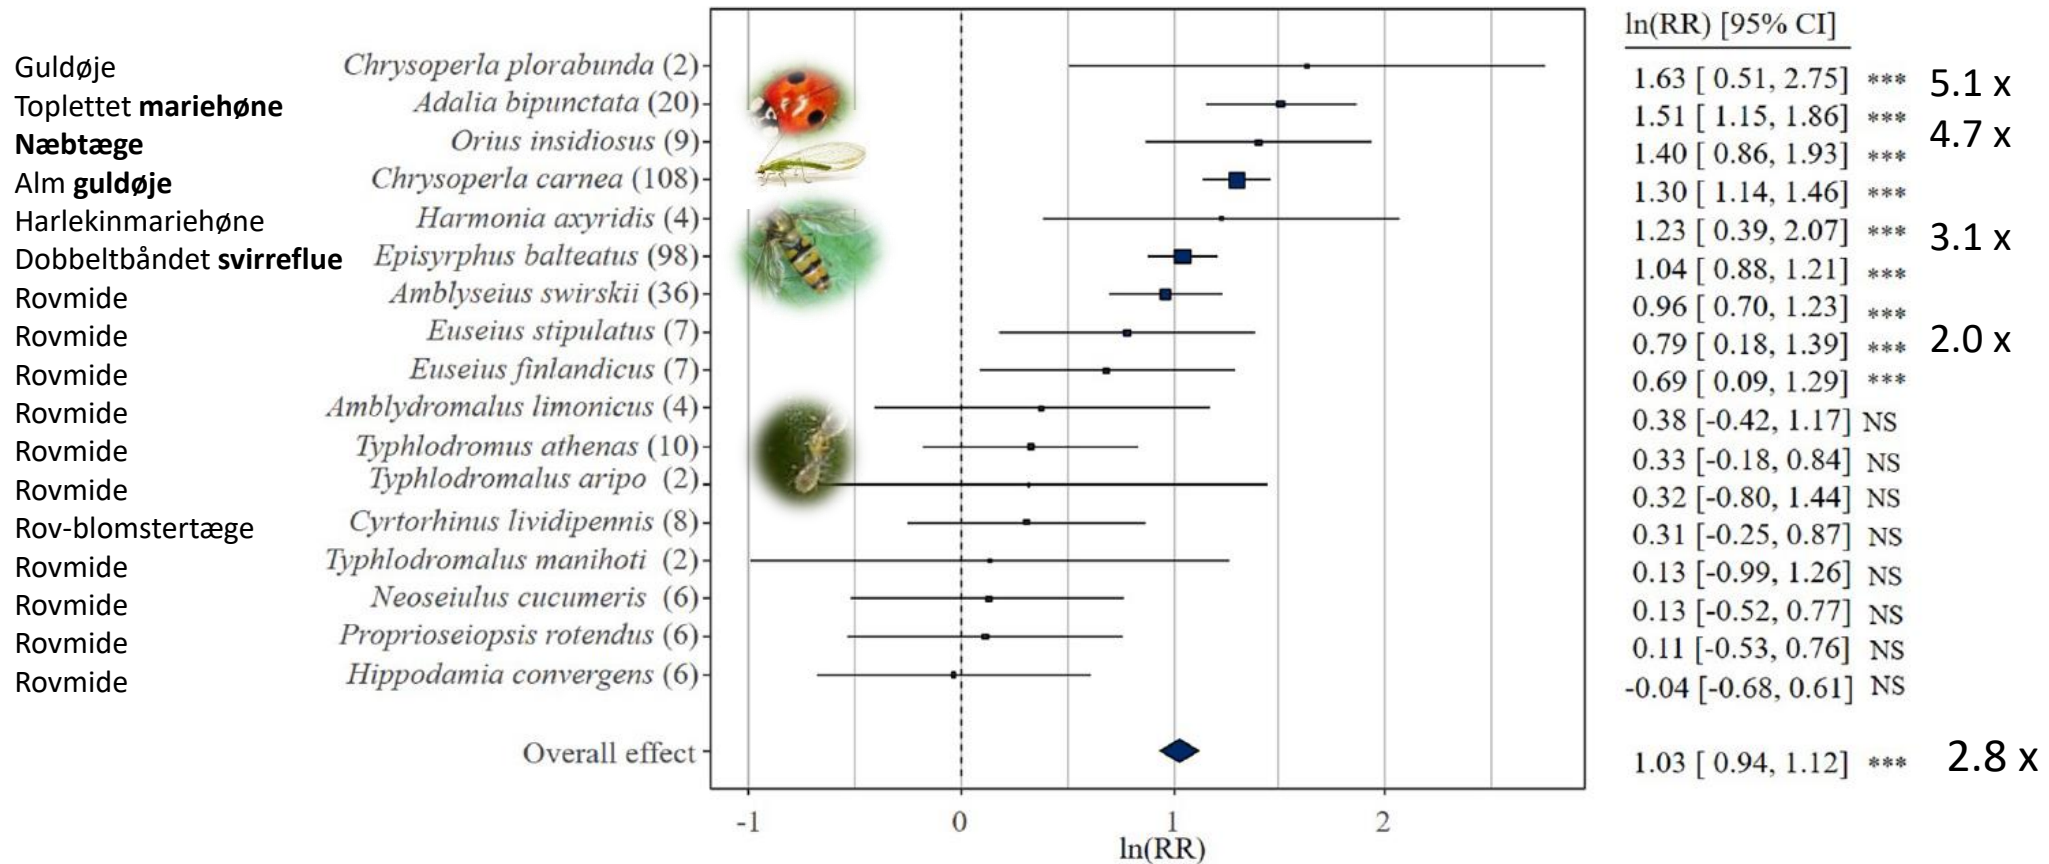 ln(RR) [95% CI]
Guldøje Chrysoperla plorabunda (2) 1.63 [ 0.51, 2.75] *** 5.1 x
Toplettet mariehøne Adalia bipunctata (20) 1.51 [ 1.15, 1.86] ***
Næbtæge Orius insidiosus (9) 1.40 [ 0.86, 1.93] *** 4.7 x
Alm guldøje Chrysoperla carnea (108) 1.30 [ 1.14, 1.46] ***
Harlekinmariehøne Harmonia axyridis (4) 1.23 [ 0.39, 2.07] *** 3.1 x
Dobbeltbåndet svirreflue Episyrphus balteatus (98) 1.04 [ 0.88, 1.21] ***
Rovmide Amblyseius swirskii (36) 0.96 [ 0.70, 1.23] ***
Rovmide Euseius stipulatus (7) 0.79 [ 0.18, 1.39] *** 2.0 x
Rovmide Euseius finlandicus (7) 0.69 [ 0.09, 1.29] ***
Rovmide Amblydromalus limonicus (4) 0.38 [-0.42, 1.17] NS
Rovmide Typhlodromus athenas (10) 0.33 [-0.18, 0.84] NS
Rovmide Typhlodromalus aripo (2) 0.32 [-0.80, 1.44] NS
Rov-blomstertæge Cyrtorhinus lividipennis (8) 0.31 [-0.25, 0.87] NS
Rovmide Typhlodromalus manihoti (2) 0.13 [-0.99, 1.26] NS
Rovmide Neoseiulus cucumeris (6) 0.13 [-0.52, 0.77] NS
Rovmide Proprioseiopsis rotendus (6) 0.11 [-0.53, 0.76] NS
Rovmide Hippodamia convergens (6) -0.04 [-0.68, 0.61] NS
Overall effect 1.03 [ 0.94, 1.12] *** 2.8 x
-1 0 1 2
ln(RR)